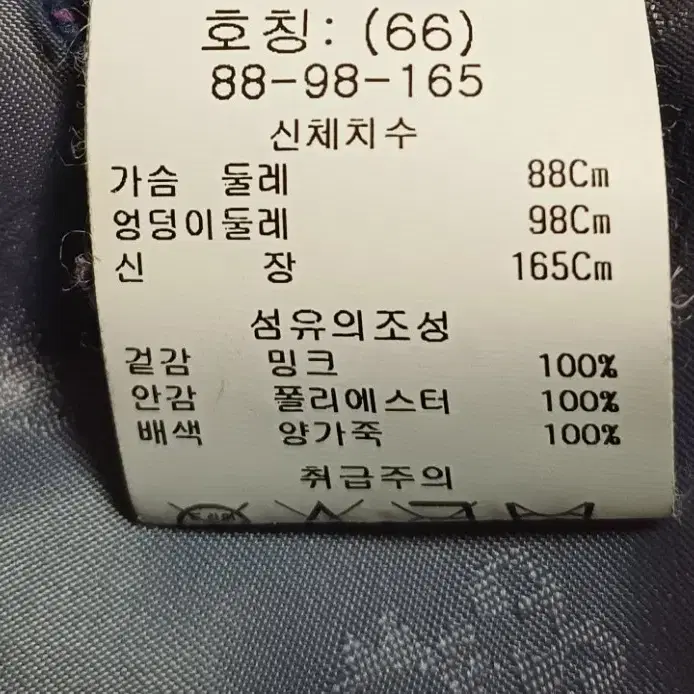 호칭: (66)
88-98-165
신체치수
가슴 둘레 88Cm
엉덩이둘레 98Cm
신 장 165Cm
섬유의조성
겉감 밍크 100%
안감 폴리에스터 100%
배색 양가죽 100%
취급주의